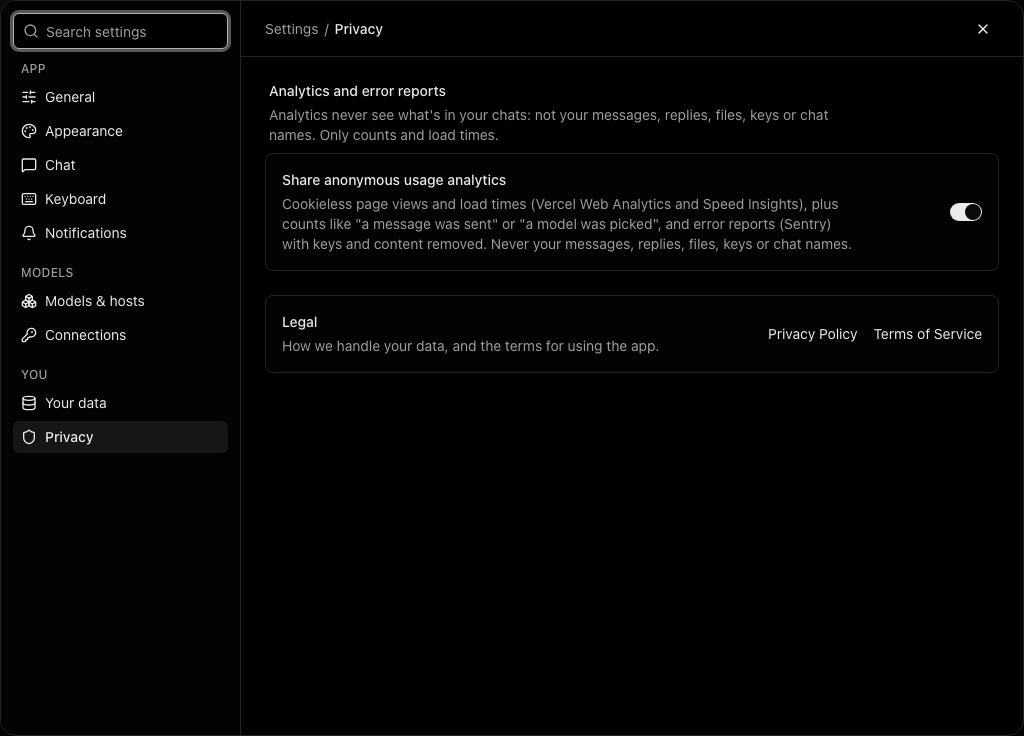 Search settings
APP
General
Appearance
Chat
Keyboard
Notifications
MODELS
Models & hosts
Connections
YOU
Your data
Privacy
Settings / Privacy
Analytics and error reports
Analytics never see what's in your chats: not your messages, replies, files, keys or chat
names. Only counts and load times.
Share anonymous usage analytics
Cookieless page views and load times (Vercel Web Analytics and Speed Insights), plus
counts like "a message was sent" or "a model was picked", and error reports (Sentry)
with keys and content removed. Never your messages, replies, files, keys or chat names.
Legal
How we handle your data, and the terms for using the app.
Privacy Policy
Terms of Service